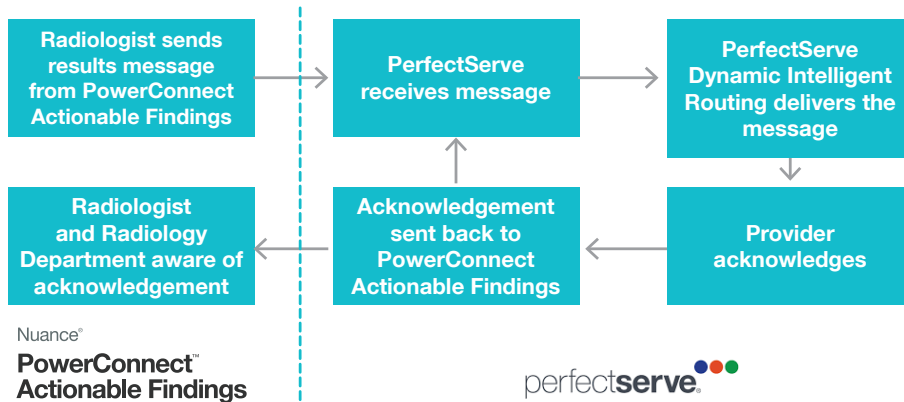 Radiologist sends
results message
from PowerConnect
Actionable Findings
PerfectServe
receives message
PerfectServe
Dynamic Intelligent
Routing delivers the
message
Radiologist
and Radiology
Department aware of
acknowledgement
Acknowledgement
sent back to
PowerConnect
Actionable Findings
Provider
acknowledges
Nuance®
PowerConnect™
Actionable Findings
perfectserve®